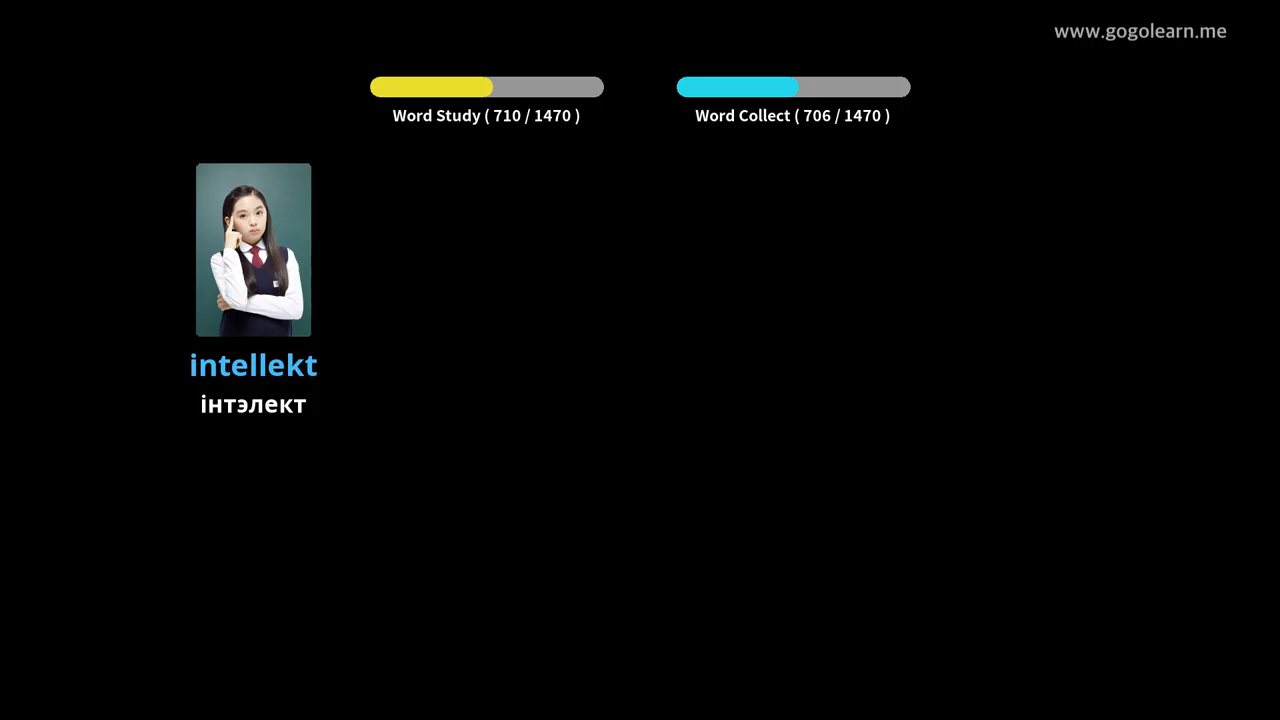 www.gogolearn.me
Word Study ( 710 / 1470 )
Word Collect ( 706 / 1470 )
intellekt
інтэлект